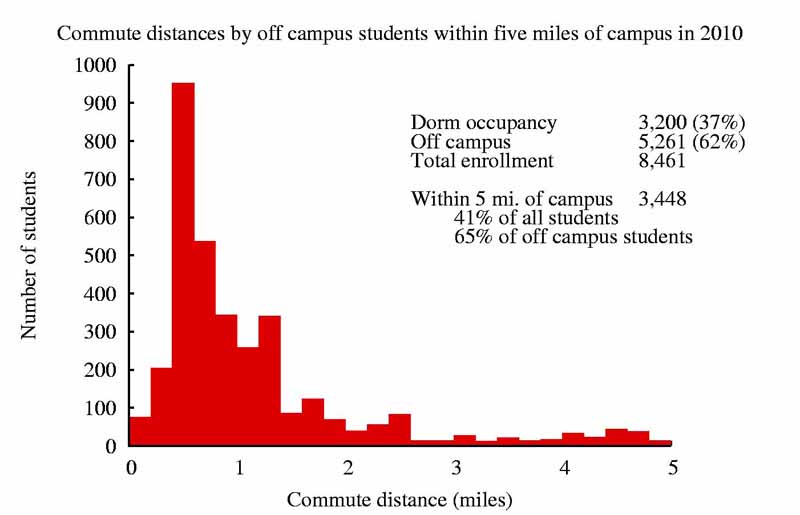 Commute distances by off campus students within five miles of campus in 2010
1000
900
800
700
600
500
400
300
200
100
0
Number of students
Dorm occupancy 3,200 (37%)
Off campus 5,261 (62%)
Total enrollment 8,461
Within 5 mi. of campus 3,448
41% of all students
65% of off campus students
0 1 2 3 4 5
Commute distance (miles)